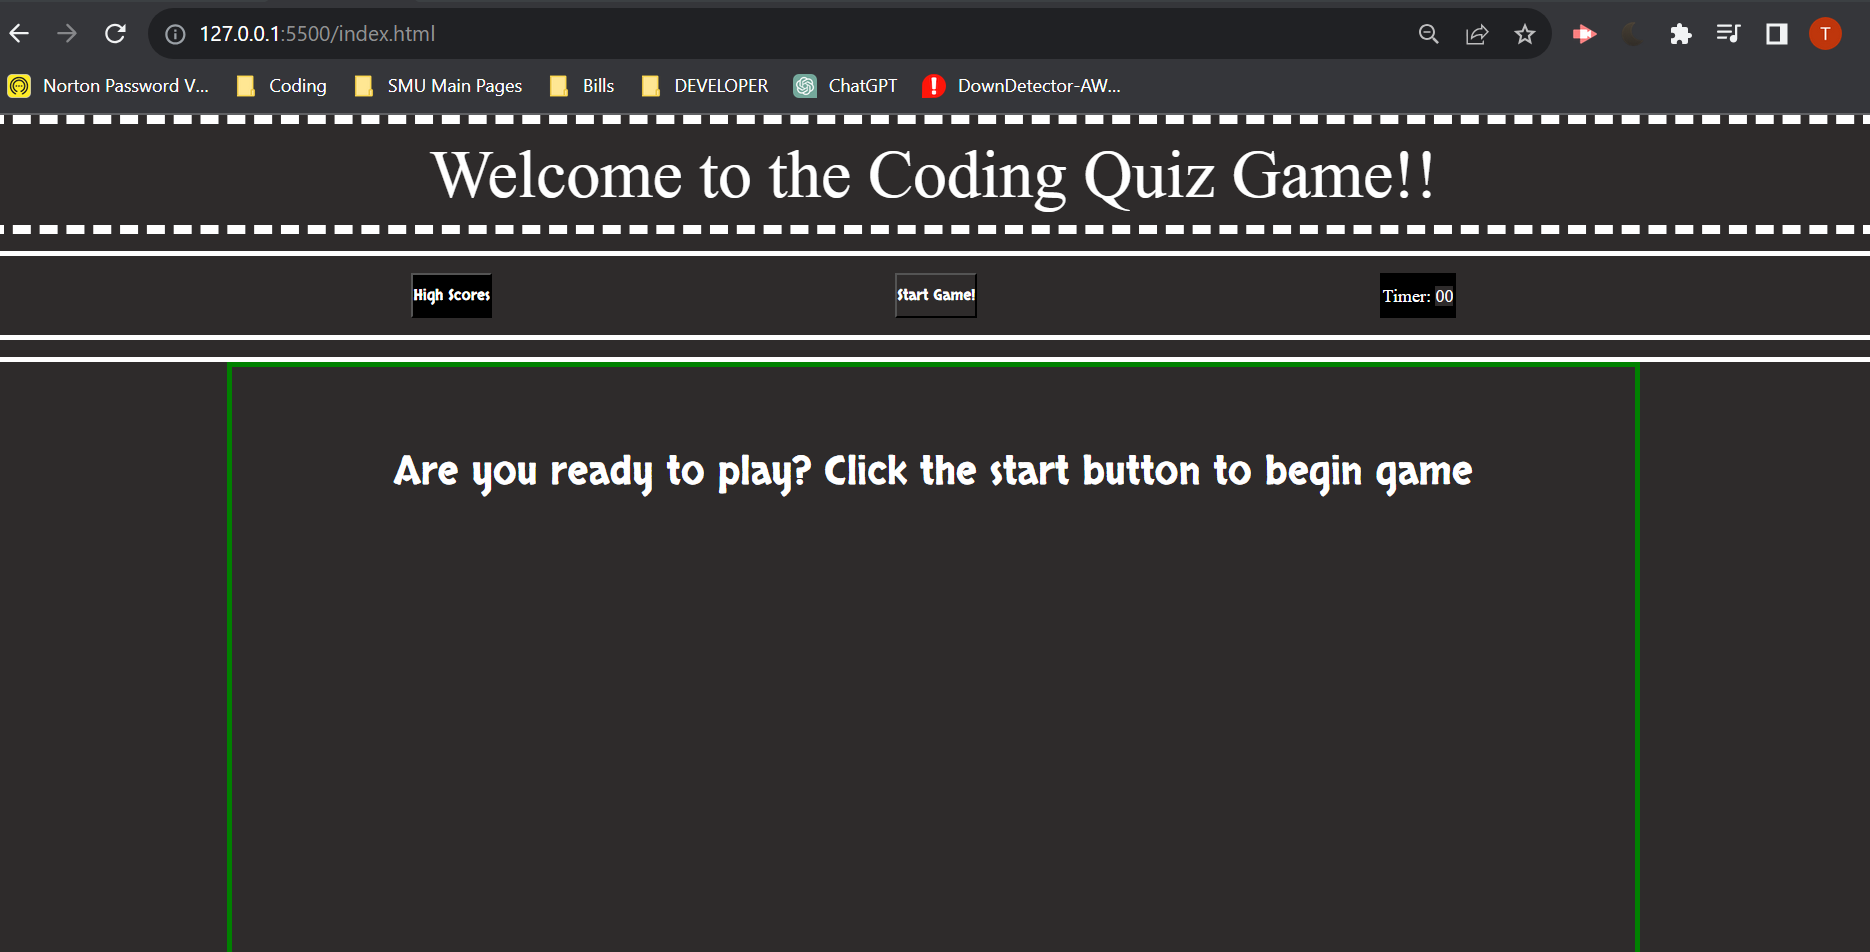 127.0.0.1:5500/index.html
T
Norton Password V... Coding SMU Main Pages Bills DEVELOPER ChatGPT DownDetector-AW...
Welcome to the Coding Quiz Game!!
High Scores Start Game! Timer: 00
Are you ready to play? Click the start button to begin game